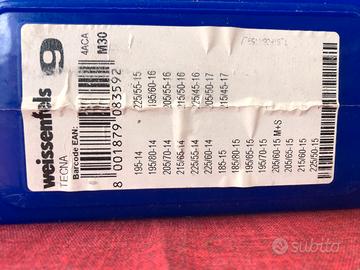 weissenfels
TECNA
4ACA
M30
Barcode EAN:
8 001879 083592
195-14
195/80-14
205/70-14
215/65-14
225/55-14
225/60-14
185-15
185/80-15
195/65-15
195/70-15
205/60-15 M+S
205/65-15
215/60-15
225/50-15
225/55-15
195/60-16
205/55-16
215/50-16
225/45-16
205/50-17
215/45-17
subito